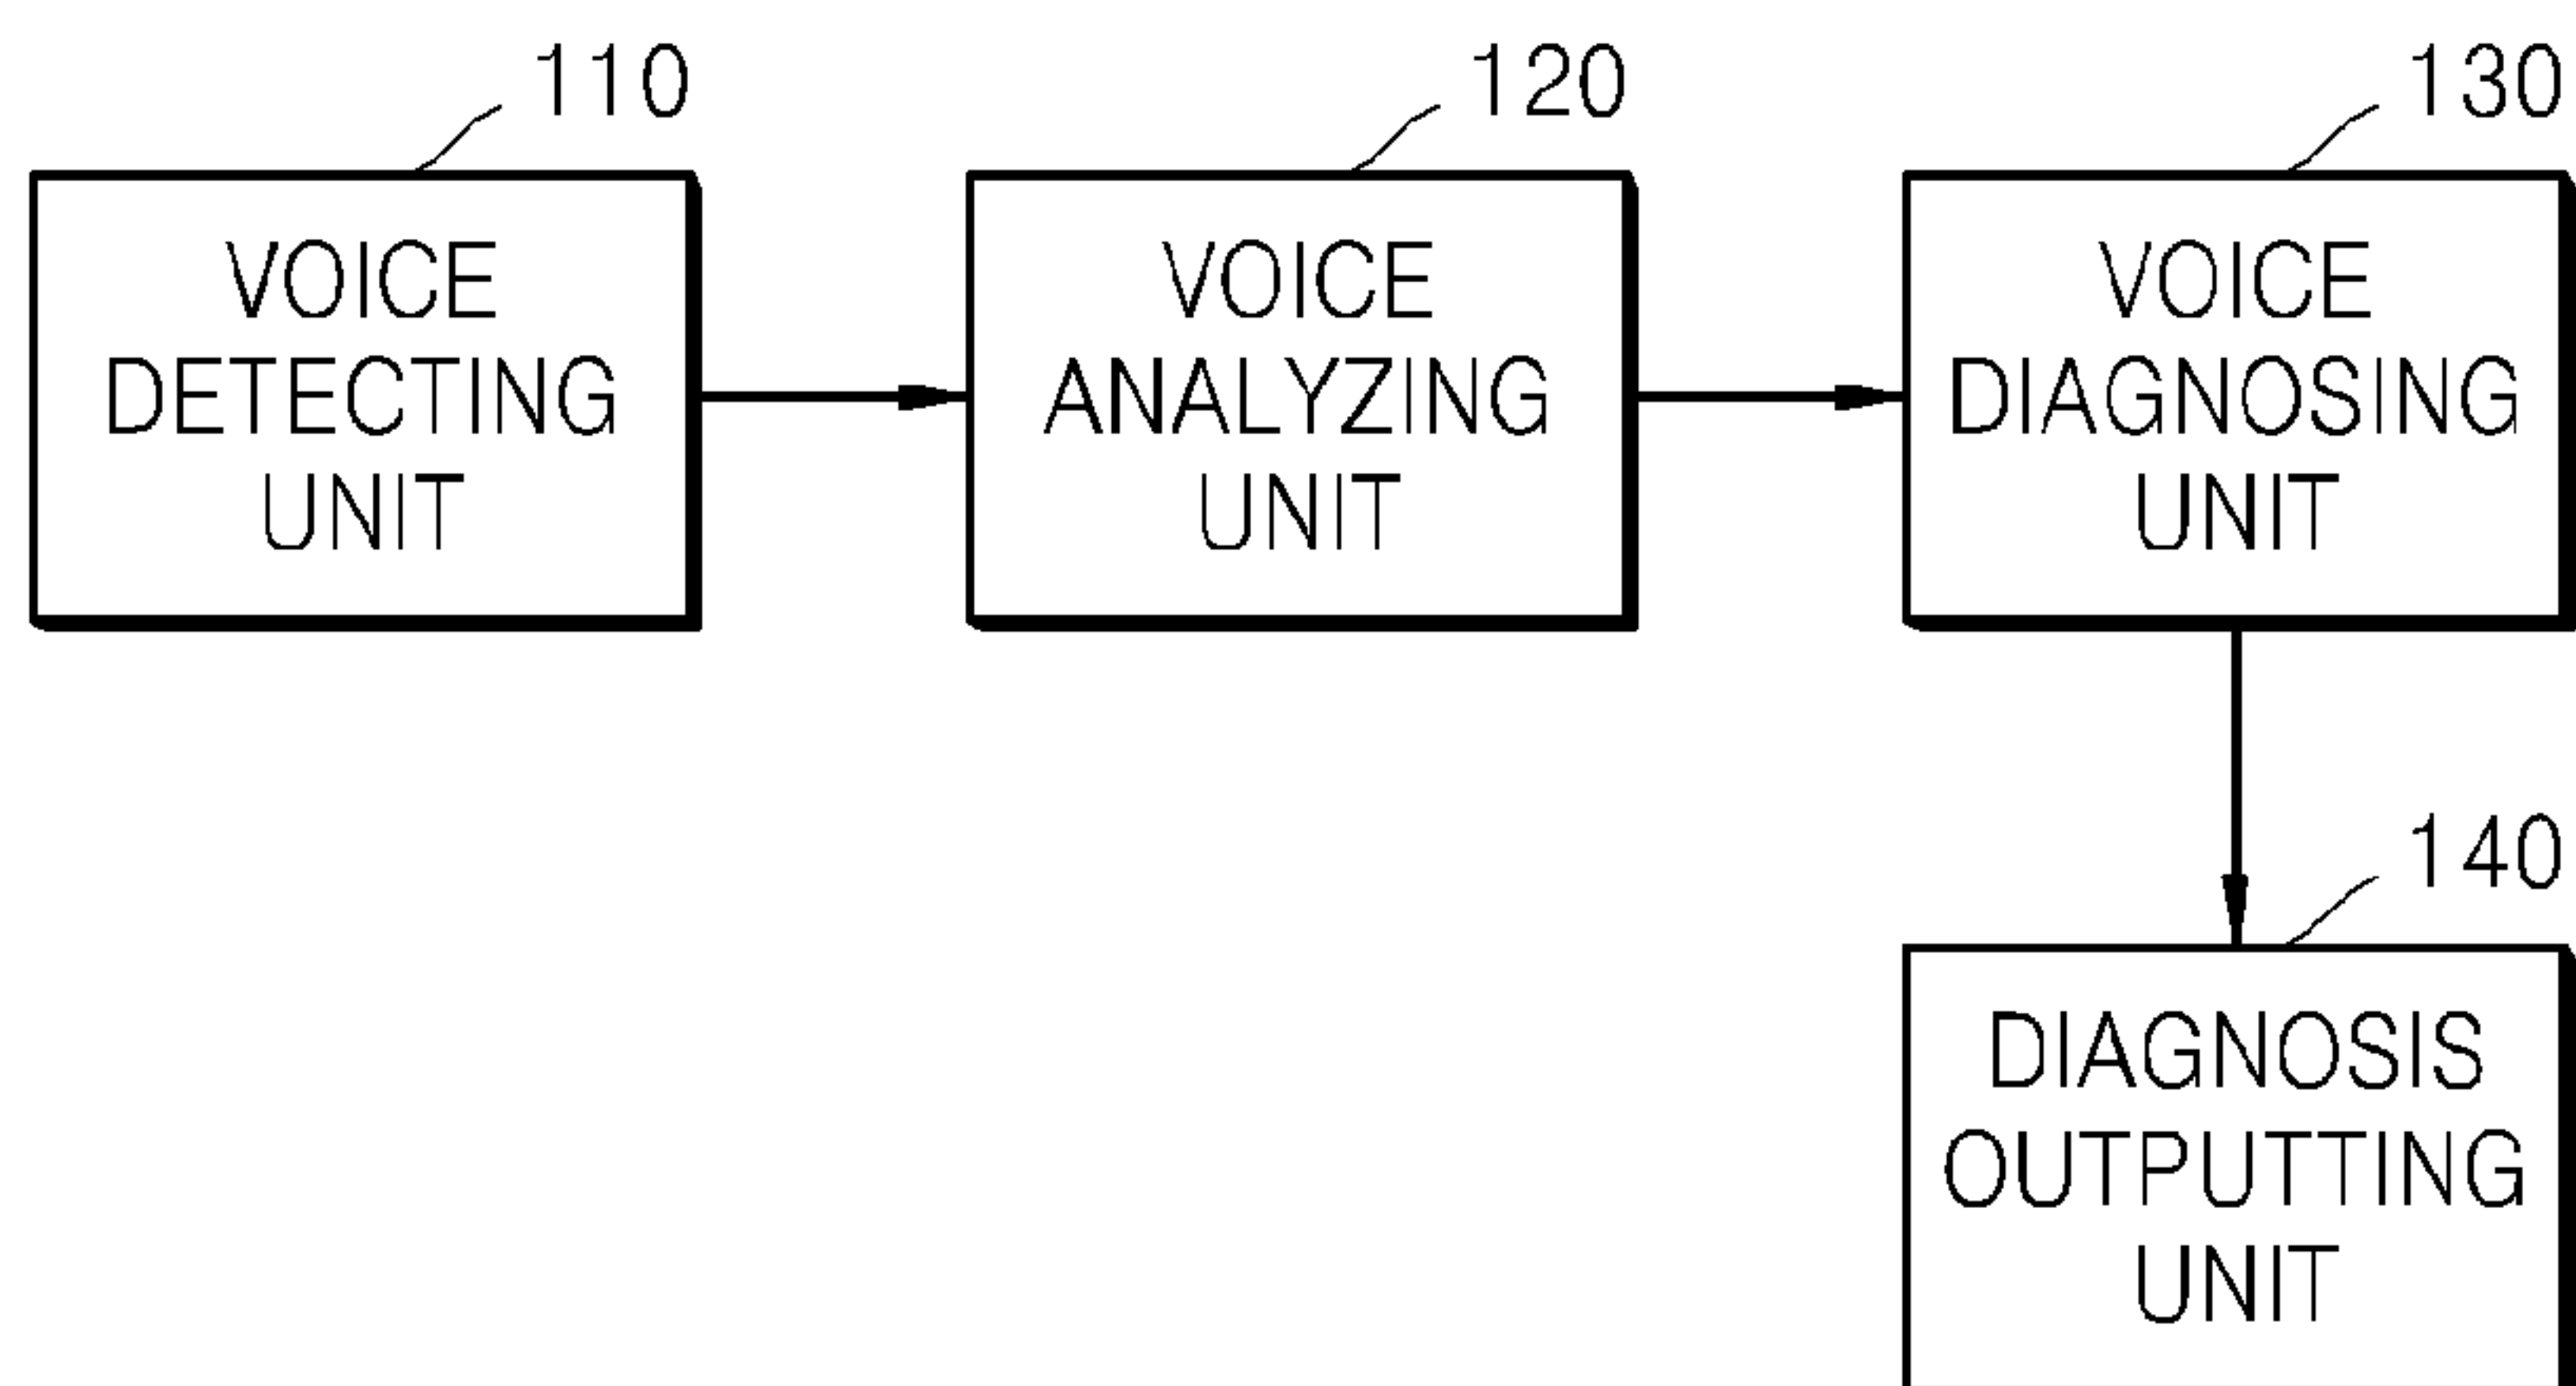 110
VOICE
DETECTING
UNIT
120
VOICE
ANALYZING
UNIT
130
VOICE
DIAGNOSING
UNIT
140
DIAGNOSIS
OUTPUTTING
UNIT